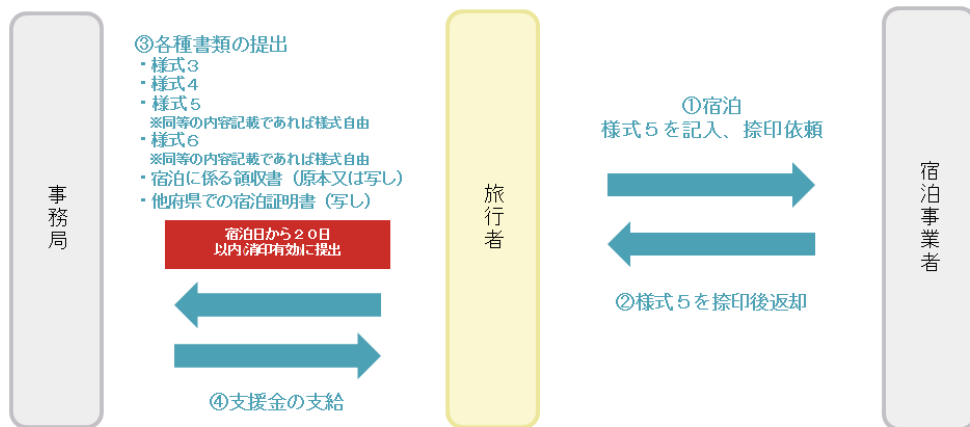 ③各種書類の提出
・様式３
・様式４
・様式５
※同等の内容記載であれば様式自由
・様式６
※同等の内容記載であれば様式自由
・宿泊に係る領収書（原本又は写し）
・他府県での宿泊証明書（写し）
宿泊日から２０日
以内消印有効に提出
④支援金の支給
事務局
旅行者
①宿泊
様式５を記入、捺印依頼
②様式５を捺印後返却
宿泊事業者